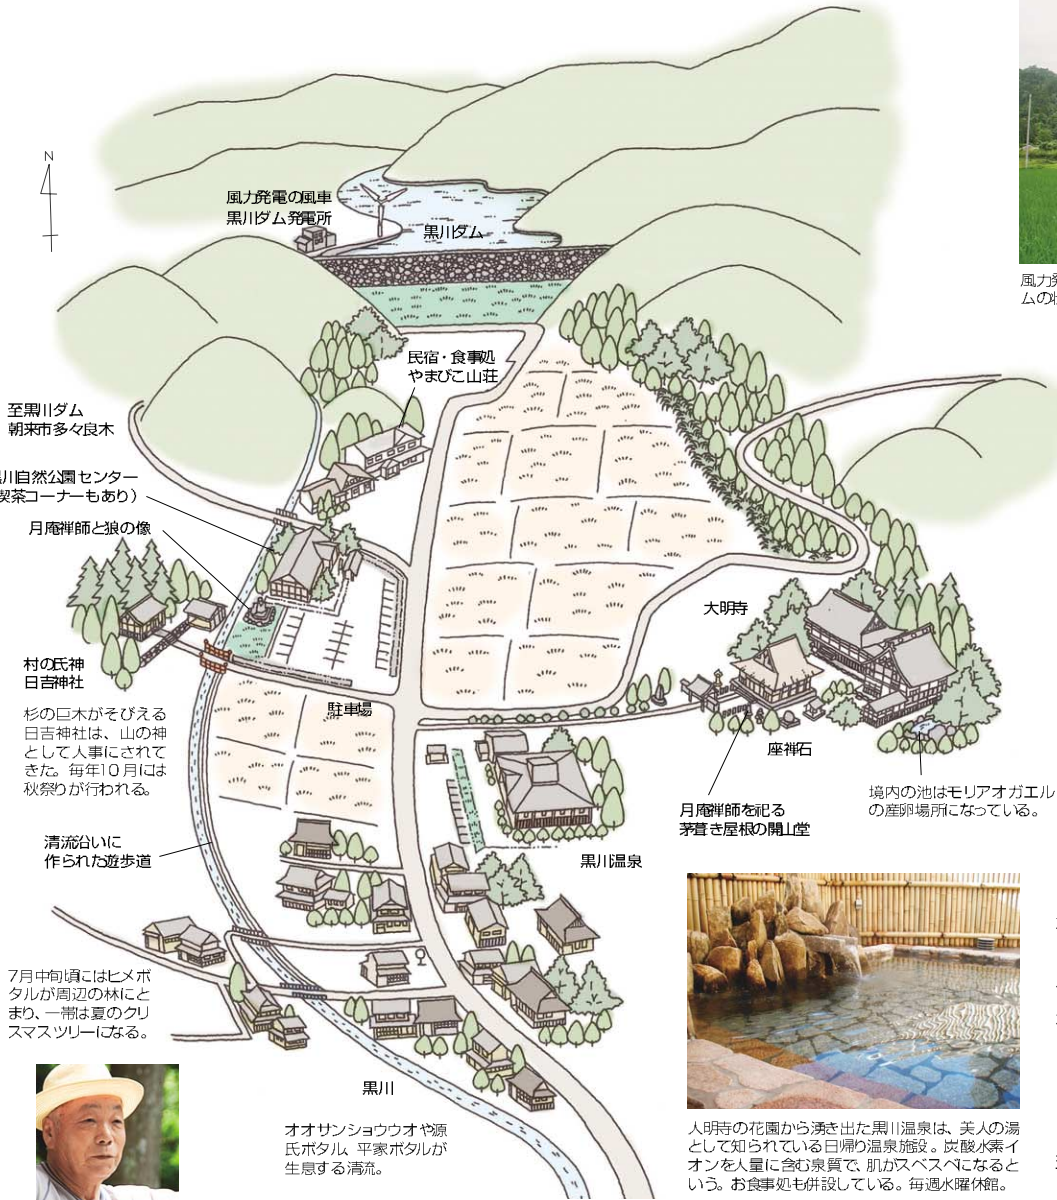 N
風力発電の風車
黒川ダム発電所
黒川ダム
風力発
ムの
民宿・食事処
やまびこ山荘
至黒川ダム
朝来市多々良木
川自然公園センター
喫茶コーナーもあり）
月庵禅師と狼の像
大明寺
村の氏神
日吉神社
杉の巨木がそびえる
日吉神社は、山の神
として大事にされて
きた。毎年10月には
秋祭りが行われる。
駐車場
座禅石
月庵禅師を祀る
茅葺き屋根の開山堂
境内の池はモリアオガエル
の産卵場所になっている。
清流沿いに
作られた遊歩道
黒川温泉
7月中旬頃にはヒメボ
タルが周辺の林にと
まり、一帯は夏のクリ
スマスツリーになる。
黒川
オオサンショウウオや源
氏ボタル、平家ボタルが
生息する清流。
大明寺の花園から湧き出た黒川温泉は、美人の湯
として知られている日帰り温泉施設。炭酸水素イ
オンを大量に含む泉質で、肌がスベスベになると
いう。お食事処も併設している。毎週水曜休館。